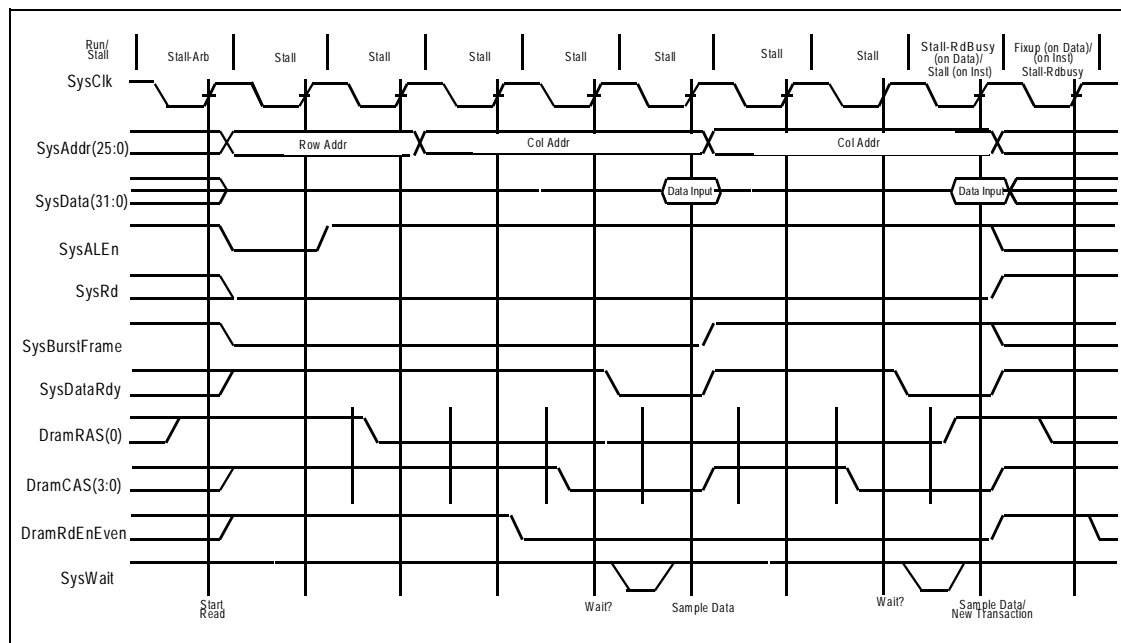 Run/
Stall
Stall-Arb
Stall
Stall
Stall
Stall
Stall
Stall
Stall
Stall-RdBusy
(on Data)/
Stall (on Inst)
Fixup (on Data)/
(on Inst)
Stall-Rdbusy
SysClk
SysAddr(25:0)
Row Addr
Col Addr
Col Addr
SysData(31:0)
Data Input
Data Input
SysALEn
SysRd
SysBurstFrame
SysDataRdy
DramRAS(0)
DramCAS(3:0)
DramRdEnEven
SysWait
Start
Read
Wait?
Sample Data
Wait?
Sample Data/
New Transaction